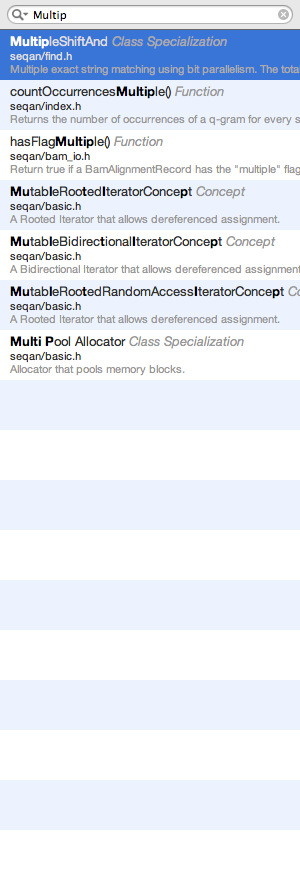 Multip
MultipleShiftAnd Class Specialization
seqan/find.h
Multiple exact string matching using bit parallelism. The total
countOccurrencesMultiple() Function
seqan/index.h
Returns the number of occurrences of a q-gram for every s
hasFlagMultiple() Function
seqan/bam_io.h
Return true if a BamAlignmentRecord has the "multiple" flag
MutableRootedIteratorConcept Concept
seqan/basic.h
A Rooted Iterator that allows dereferenced assignment.
MutableBidirectionalIteratorConcept Concept
seqan/basic.h
A Bidirectional Iterator that allows dereferenced assignment
MutableRootedRandomAccessIteratorConcept Co
seqan/basic.h
A Rooted Iterator that allows dereferenced assignment.
Multi Pool Allocator Class Specialization
seqan/basic.h
Allocator that pools memory blocks.